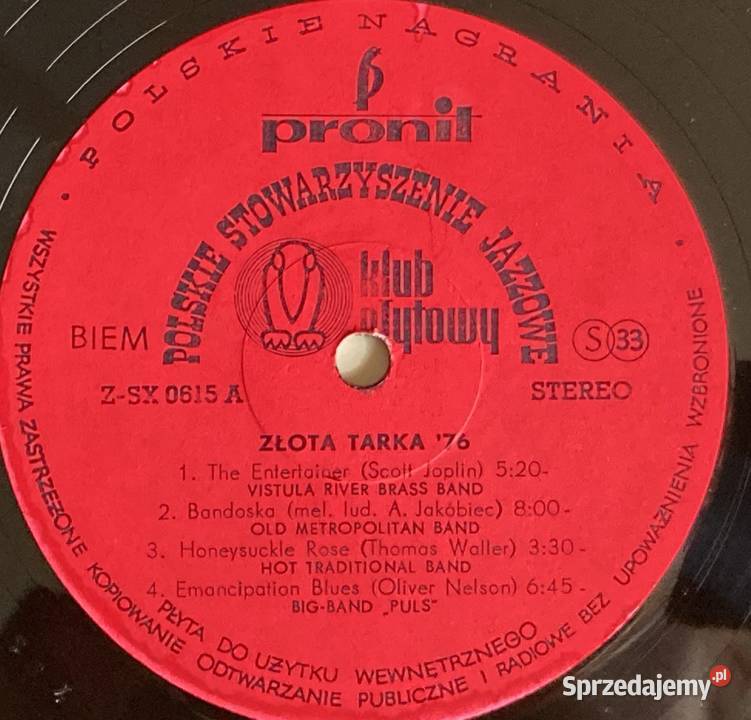 · POLSKIE NAGRANIA ·
pronit
POLSKIE STOWARZYSZENIE JAZZOWE
klub
płytowy
BIEM
S 33
Z-SX 0615 A
STEREO
ZŁOTA TARKA '76
1. The Entertainer (Scott Joplin) 5:20-
VISTULA RIVER BRASS BAND
2. Bandoska (mel. lud. A. Jakóbiec) 8:00-
OLD METROPOLITAN BAND
3. Honeysuckle Rose (Thomas Waller) 3:30-
HOT TRADITIONAL BAND
4. Emancipation Blues (Oliver Nelson) 6:45-
BIG-BAND „PULS"
PŁYTA DO UŻYTKU WEWNĘTRZNEGO
WSZYSTKIE PRAWA ZASTRZEŻONE KOPIOWANIE ODTWARZANIE PUBLICZNE I RADIOWE BEZ UPOWAŻNIENIA WZBRONIONE
Sprzedajemy.pl